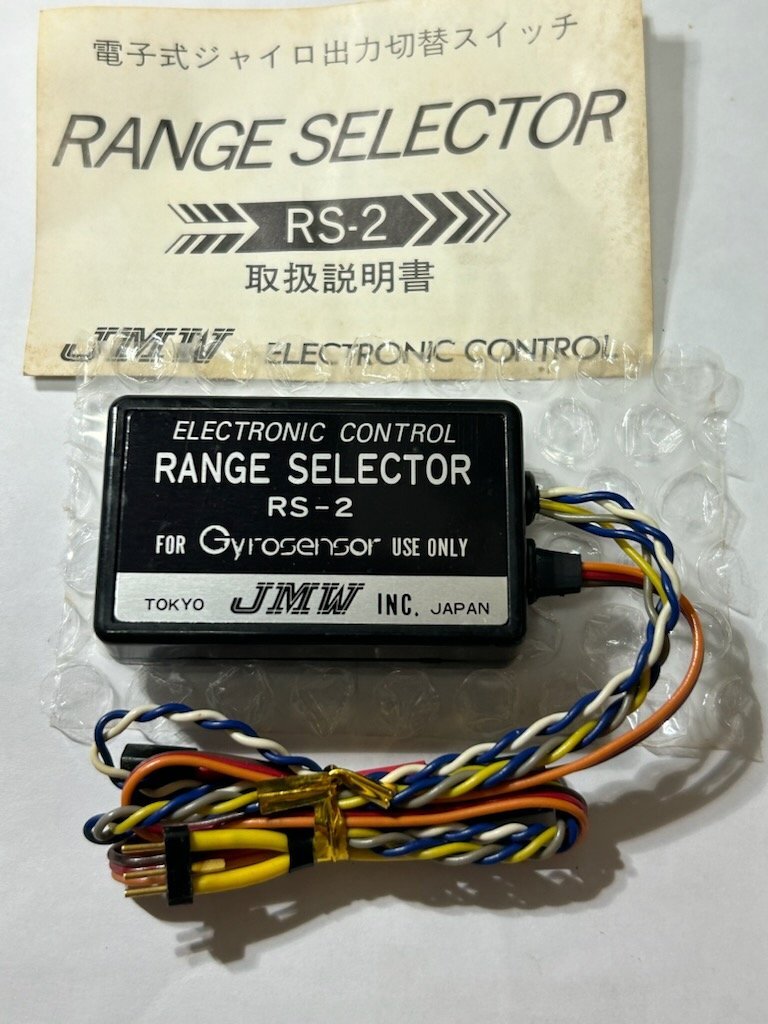 電子式ジャイロ出力切替スイッチ
RANGE SELECTOR
RS-2
取扱説明書
JMW ELECTRONIC CONTROL
ELECTRONIC CONTROL
RANGE SELECTOR
RS-2
FOR Gyrosensor USE ONLY
TOKYO JMW INC. JAPAN